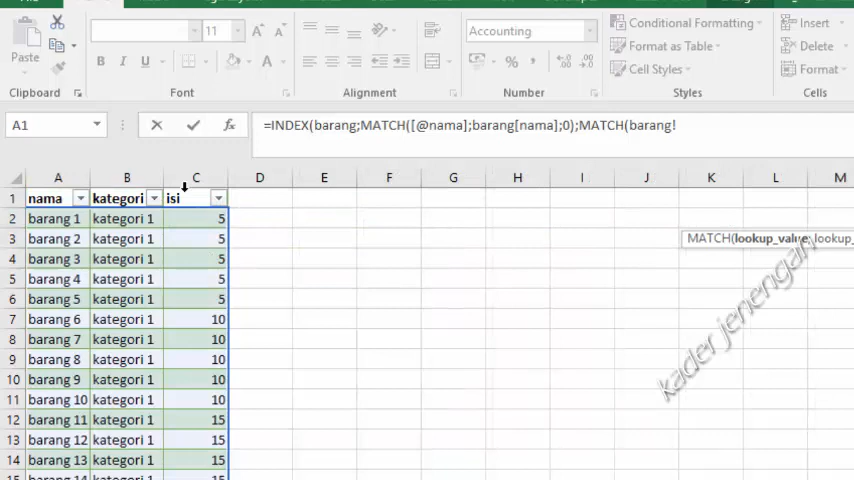 11
Accounting
Conditional Formatting
Insert
Paste
Format as Table
Delete
B I U
%
Cell Styles
Format
Clipboard
Font
Alignment
Number
Styles
Cells
A1
fx
=INDEX(barang;MATCH([@nama];barang[nama];0);MATCH(barang!
A B C D E F G H I J K L M
1 nama kategori isi
2 barang 1 kategori 1 5
3 barang 2 kategori 1 5
MATCH(lookup_value; lookup_
4 barang 3 kategori 1 5
5 barang 4 kategori 1 5
6 barang 5 kategori 1 5
7 barang 6 kategori 1 10
8 barang 7 kategori 1 10
9 barang 8 kategori 1 10
10 barang 9 kategori 1 10
11 barang 10 kategori 1 10
12 barang 11 kategori 1 15
13 barang 12 kategori 1 15
14 barang 13 kategori 1 15
kader jenengan